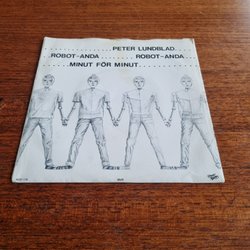 ...............PETER LUNDBLAD......
..ROBOT-ANDA........ROBOT-ANDA...
......MINUT FÖR MINUT............